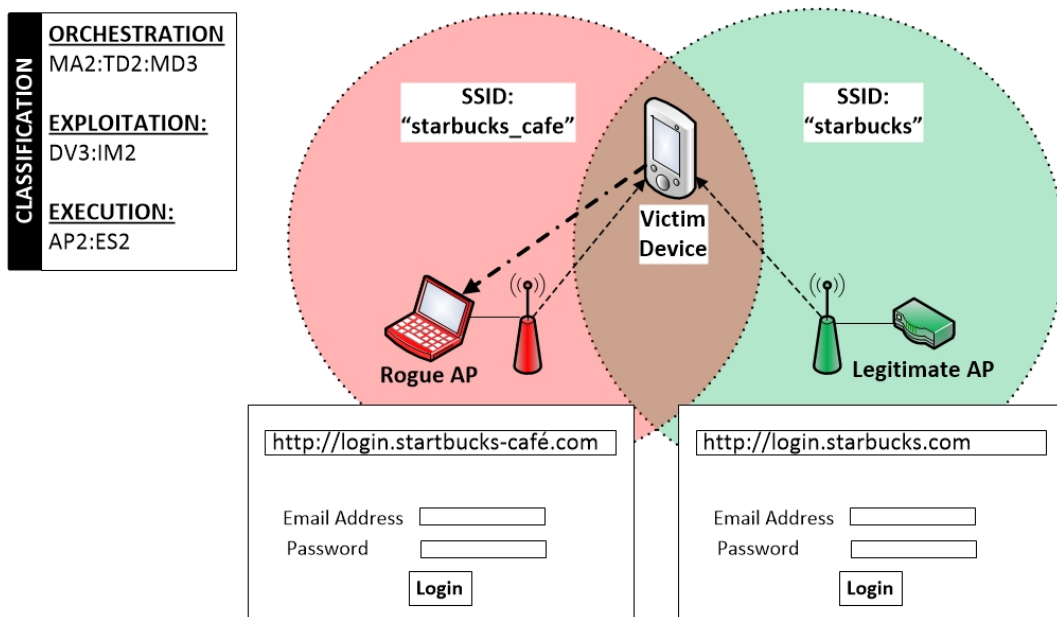 CLASSIFICATION
ORCHESTRATION
MA2:TD2:MD3
EXPLOITATION:
DV3:IM2
EXECUTION:
AP2:ES2
SSID:
“starbucks_cafe”
SSID:
“starbucks”
Victim
Device
Rogue AP
Legitimate AP
http://login.startbucks-café.com
Email Address
Password
Login
http://login.starbucks.com
Email Address
Password
Login